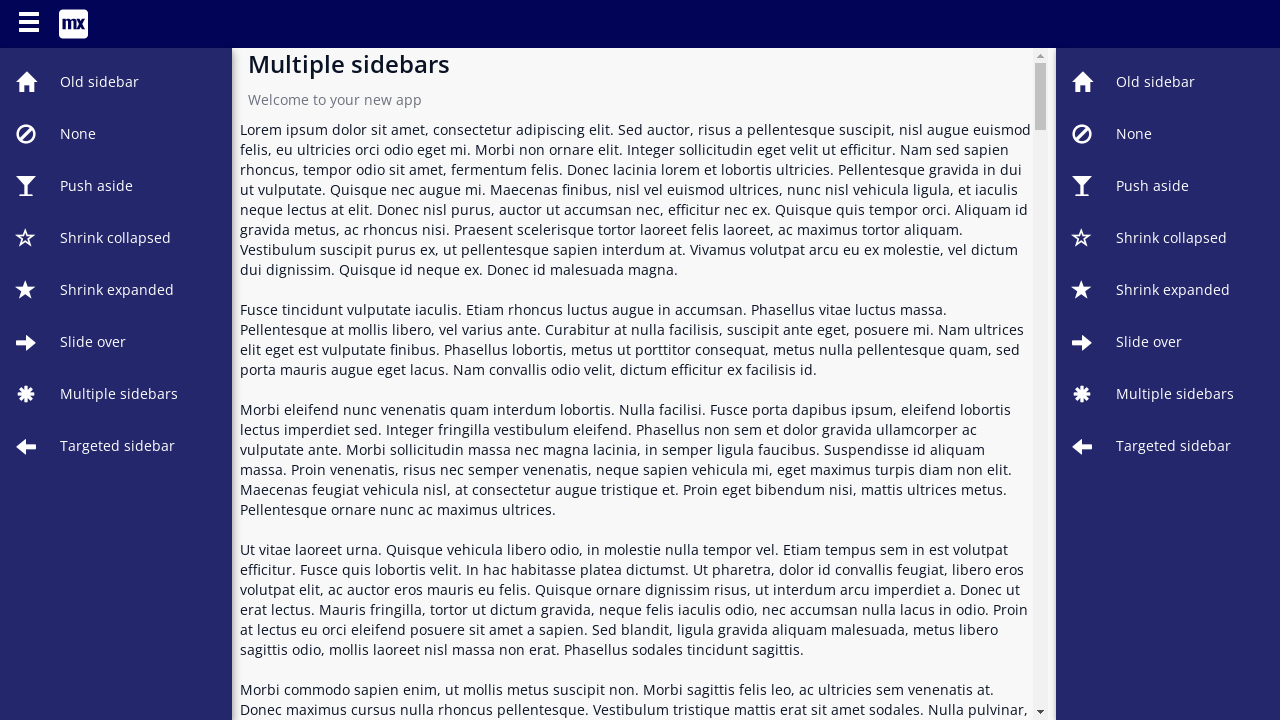 mx
Old sidebar
None
Push aside
Shrink collapsed
Shrink expanded
Slide over
Multiple sidebars
Targeted sidebar
Multiple sidebars
Welcome to your new app
Lorem ipsum dolor sit amet, consectetur adipiscing elit. Sed auctor, risus a pellentesque suscipit, nisl augue euismod
felis, eu ultricies orci odio eget mi. Morbi non ornare elit. Integer sollicitudin eget velit ut efficitur. Nam sed sapien
rhoncus, tempor odio sit amet, fermentum felis. Donec lacinia lorem et lobortis ultricies. Pellentesque gravida in dui
ut vulputate. Quisque nec augue mi. Maecenas finibus, nisl vel euismod ultrices, nunc nisl vehicula ligula, et iaculis
neque lectus at elit. Donec nisl purus, auctor ut accumsan nec, efficitur nec ex. Quisque quis tempor orci. Aliquam id
gravida metus, ac rhoncus nisi. Praesent scelerisque tortor laoreet felis laoreet, ac maximus tortor aliquam.
Vestibulum suscipit purus ex, ut pellentesque sapien interdum at. Vivamus volutpat arcu eu ex molestie, vel dictum
dui dignissim. Quisque id neque ex. Donec id malesuada magna.
Fusce tincidunt vulputate iaculis. Etiam rhoncus luctus augue in accumsan. Phasellus vitae luctus massa.
Pellentesque at mollis libero, vel varius ante. Curabitur at nulla facilisis, suscipit ante eget, posuere mi. Nam ultrices
elit eget est vulputate finibus. Phasellus lobortis, metus ut porttitor consequat, metus nulla pellentesque quam, sed
porta mauris augue eget lacus. Nam convallis odio velit, dictum efficitur ex facilisis id.
Morbi eleifend nunc venenatis quam interdum lobortis. Nulla facilisi. Fusce porta dapibus ipsum, eleifend lobortis
lectus imperdiet sed. Integer fringilla vestibulum eleifend. Phasellus non sem et dolor gravida ullamcorper ac
vulputate ante. Morbi sollicitudin massa nec magna lacinia, in semper ligula faucibus. Suspendisse id aliquam
massa. Proin venenatis, risus nec semper venenatis, neque sapien vehicula mi, eget maximus turpis diam non elit.
Maecenas feugiat vehicula nisl, at consectetur augue tristique et. Proin eget bibendum nisi, mattis ultrices metus.
Pellentesque ornare nunc ac maximus ultrices.
Ut vitae laoreet urna. Quisque vehicula libero odio, in molestie nulla tempor vel. Etiam tempus sem in est volutpat
efficitur. Fusce quis lobortis velit. In hac habitasse platea dictumst. Ut pharetra, dolor id convallis feugiat, libero eros
volutpat elit, ac auctor eros mauris eu felis. Quisque ornare dignissim risus, ut interdum arcu imperdiet a. Donec ut
erat lectus. Mauris fringilla, tortor ut dictum gravida, neque felis iaculis odio, nec accumsan nulla lacus in odio. Proin
at lectus eu orci eleifend posuere sit amet a sapien. Sed blandit, ligula gravida aliquam malesuada, metus libero
sagittis odio, mollis laoreet nisl massa non erat. Phasellus sodales tincidunt sagittis.
Morbi commodo sapien enim, ut mollis metus suscipit non. Morbi sagittis felis leo, ac ultricies sem venenatis at.
Donec maximus cursus nulla rhoncus pellentesque. Vestibulum tristique mattis erat sit amet sodales. Nulla pulvinar,
Old sidebar
None
Push aside
Shrink collapsed
Shrink expanded
Slide over
Multiple sidebars
Targeted sidebar